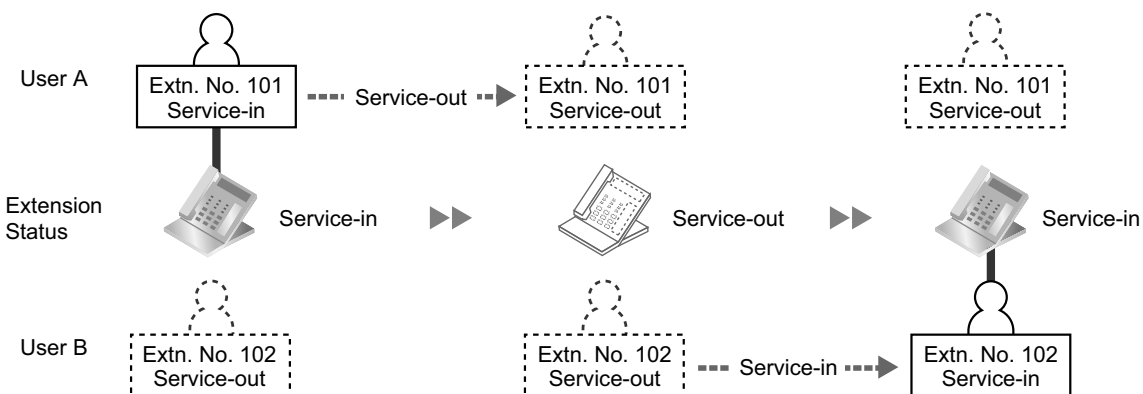 User A
Extn. No. 101
Service-in
Service-out
Extn. No. 101
Service-out
Extn. No. 101
Service-out
Extension
Status
Service-in
Service-out
Service-in
User B
Extn. No. 102
Service-out
Extn. No. 102
Service-out
Service-in
Extn. No. 102
Service-in